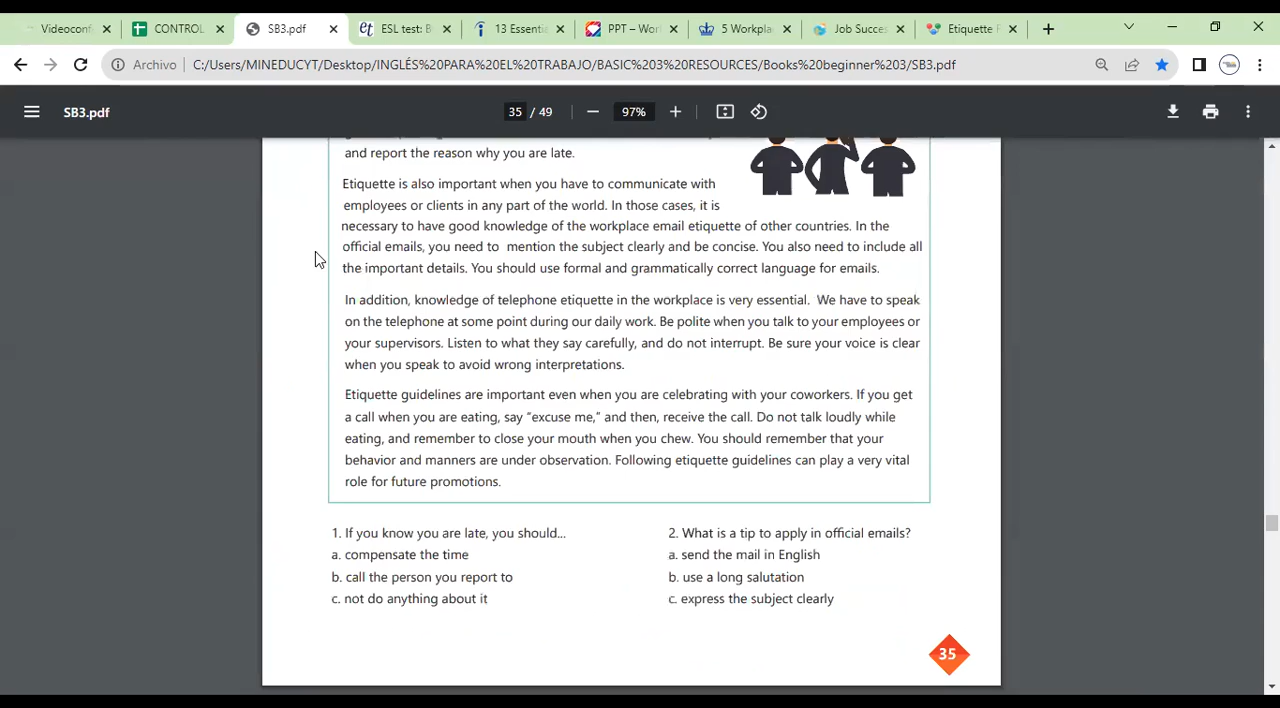 Videoconf
CONTROL
SB3.pdf
ESL test: B
13 Essentia
PPT – Wor
5 Workpla
Job Succes
Etiquette
Archivo
C:/Users/MINEDUCYT/Desktop/INGLÉS%20PARA%20EL%20TRABAJO/BASIC%203%20RESOURCES/Books%20beginner%203/SB3.pdf
SB3.pdf
35 / 49
97%
and report the reason why you are late.
Etiquette is also important when you have to communicate with
employees or clients in any part of the world. In those cases, it is
necessary to have good knowledge of the workplace email etiquette of other countries. In the
official emails, you need to mention the subject clearly and be concise. You also need to include all
the important details. You should use formal and grammatically correct language for emails.
In addition, knowledge of telephone etiquette in the workplace is very essential. We have to speak
on the telephone at some point during our daily work. Be polite when you talk to your employees or
your supervisors. Listen to what they say carefully, and do not interrupt. Be sure your voice is clear
when you speak to avoid wrong interpretations.
Etiquette guidelines are important even when you are celebrating with your coworkers. If you get
a call when you are eating, say “excuse me,” and then, receive the call. Do not talk loudly while
eating, and remember to close your mouth when you chew. You should remember that your
behavior and manners are under observation. Following etiquette guidelines can play a very vital
role for future promotions.
1. If you know you are late, you should...
a. compensate the time
b. call the person you report to
c. not do anything about it
2. What is a tip to apply in official emails?
a. send the mail in English
b. use a long salutation
c. express the subject clearly
35